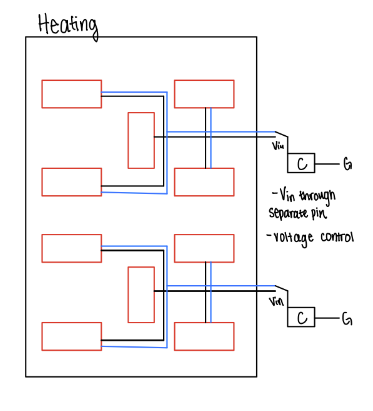 Heating
Vin
C
G
- Vin through
separate pin
- voltage control
Vin
C
G